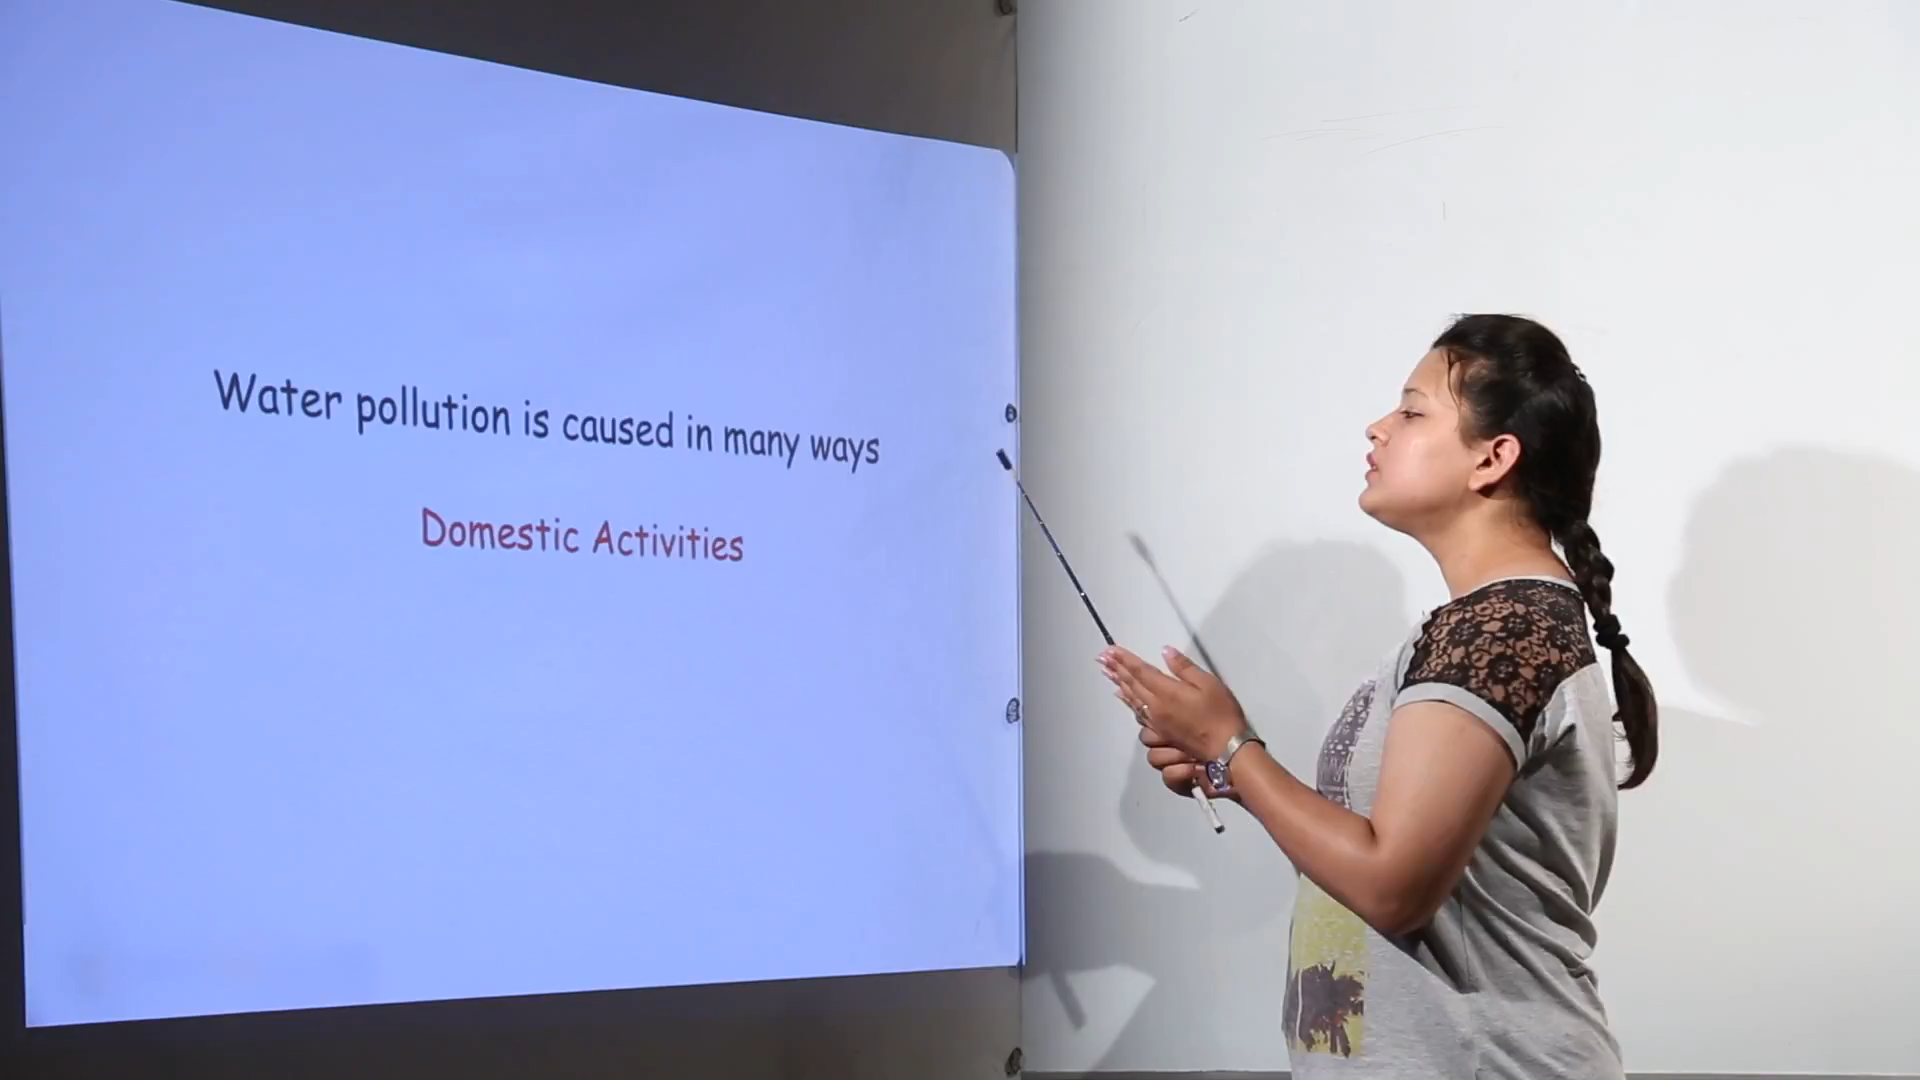 Water pollution is caused in many ways
Domestic Activities